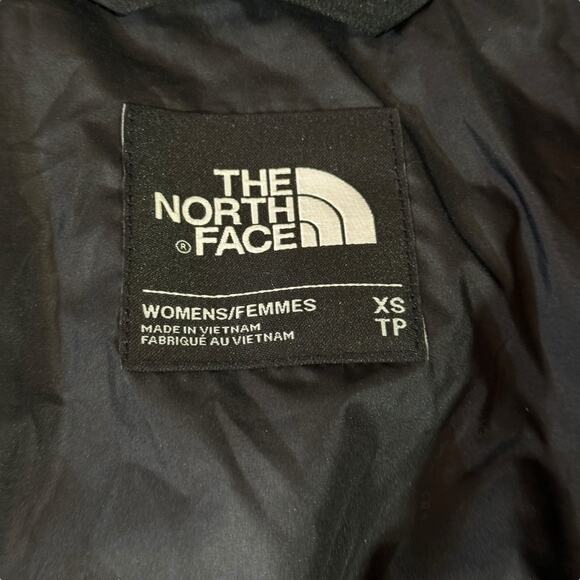 THE
NORTH
® FACE
WOMENS/FEMMES XS
MADE IN VIETNAM TP
FABRIQUÉ AU VIETNAM